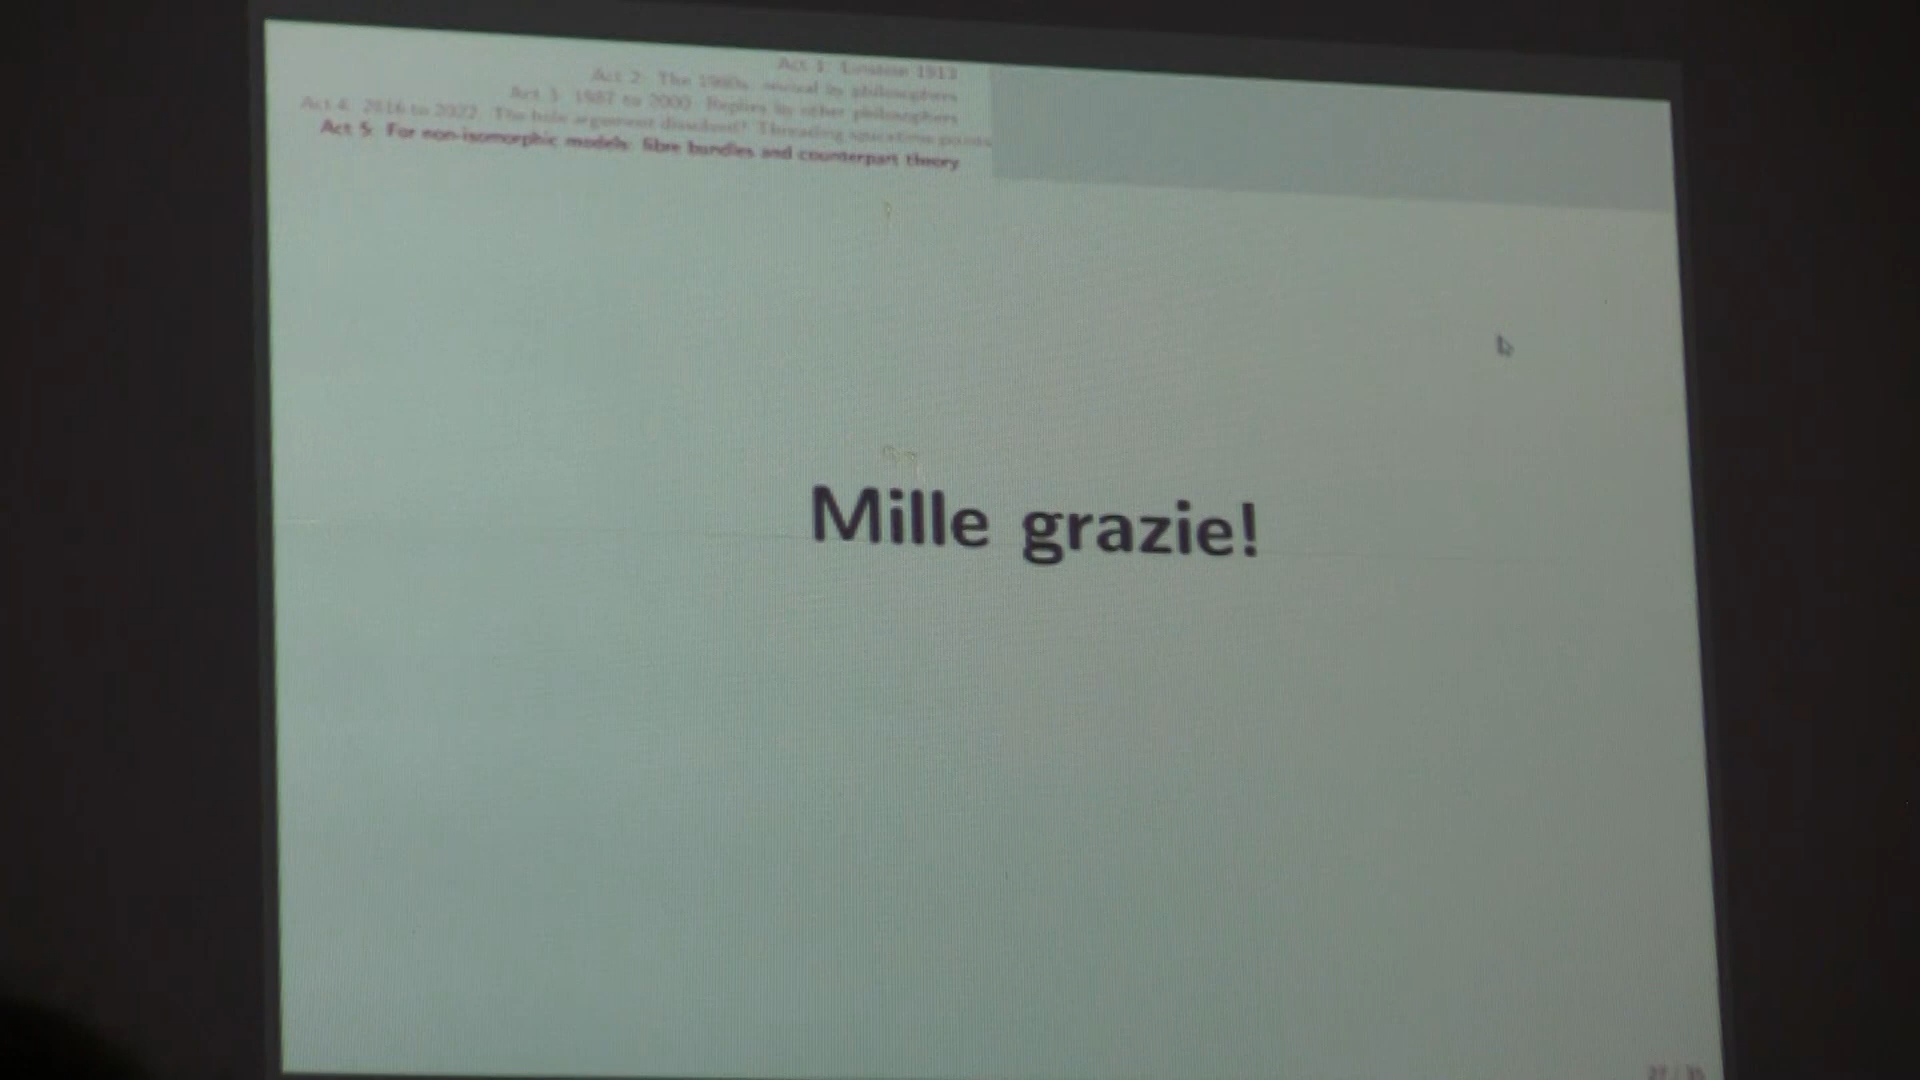 Act 1: Einstein 1913
Act 2: The 1980s: revival by philosophers
Act 3: 1987 to 2000: Replies by other philosophers
Act 4: 2016 to 2022: The hole argument dissolved? Threading spacetime points
Act 5: For non-isomorphic models: fibre bundles and counterpart theory
Mille grazie!